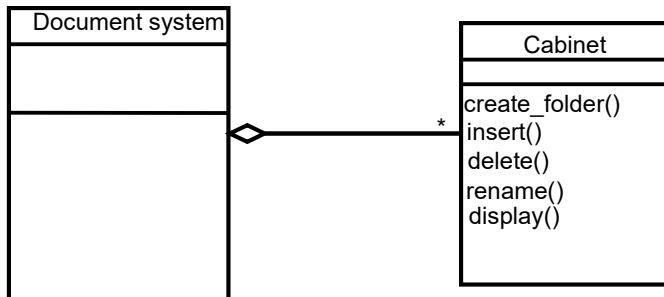 Document system
Cabinet
create_folder()
*
insert()
delete()
rename()
display()